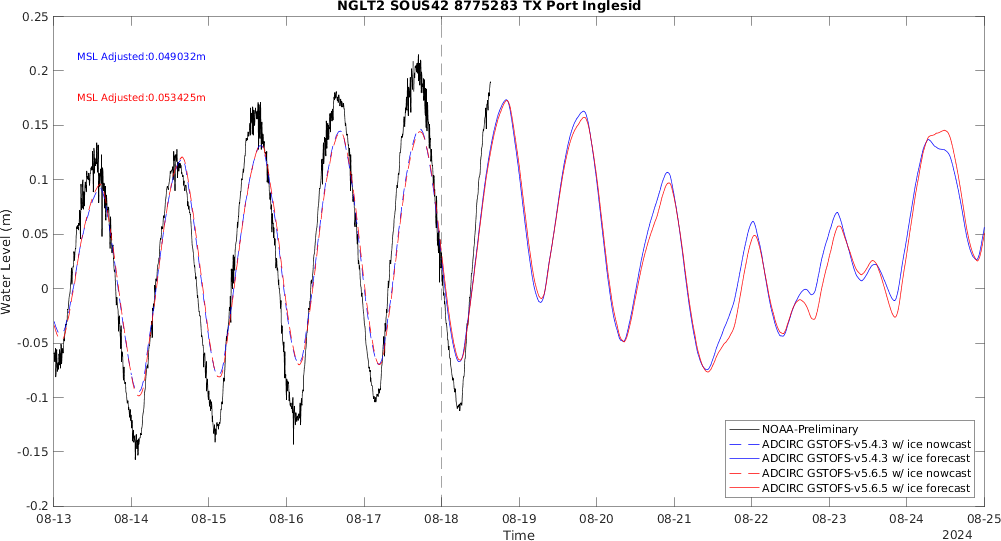 NGLT2 SOUS42 8775283 TX Port Inglesid
0.25
0.2
0.15
0.1
0.05
0
-0.05
-0.1
-0.15
-0.2
Water Level (m)
MSL Adjusted:0.049032m
MSL Adjusted:0.053425m
NOAA-Preliminary
ADCIRC GSTOFS-v5.4.3 w/ ice nowcast
ADCIRC GSTOFS-v5.4.3 w/ ice forecast
ADCIRC GSTOFS-v5.6.5 w/ ice nowcast
ADCIRC GSTOFS-v5.6.5 w/ ice forecast
08-13 08-14 08-15 08-16 08-17 08-18 08-19 08-20 08-21 08-22 08-23 08-24 08-25
Time
2024